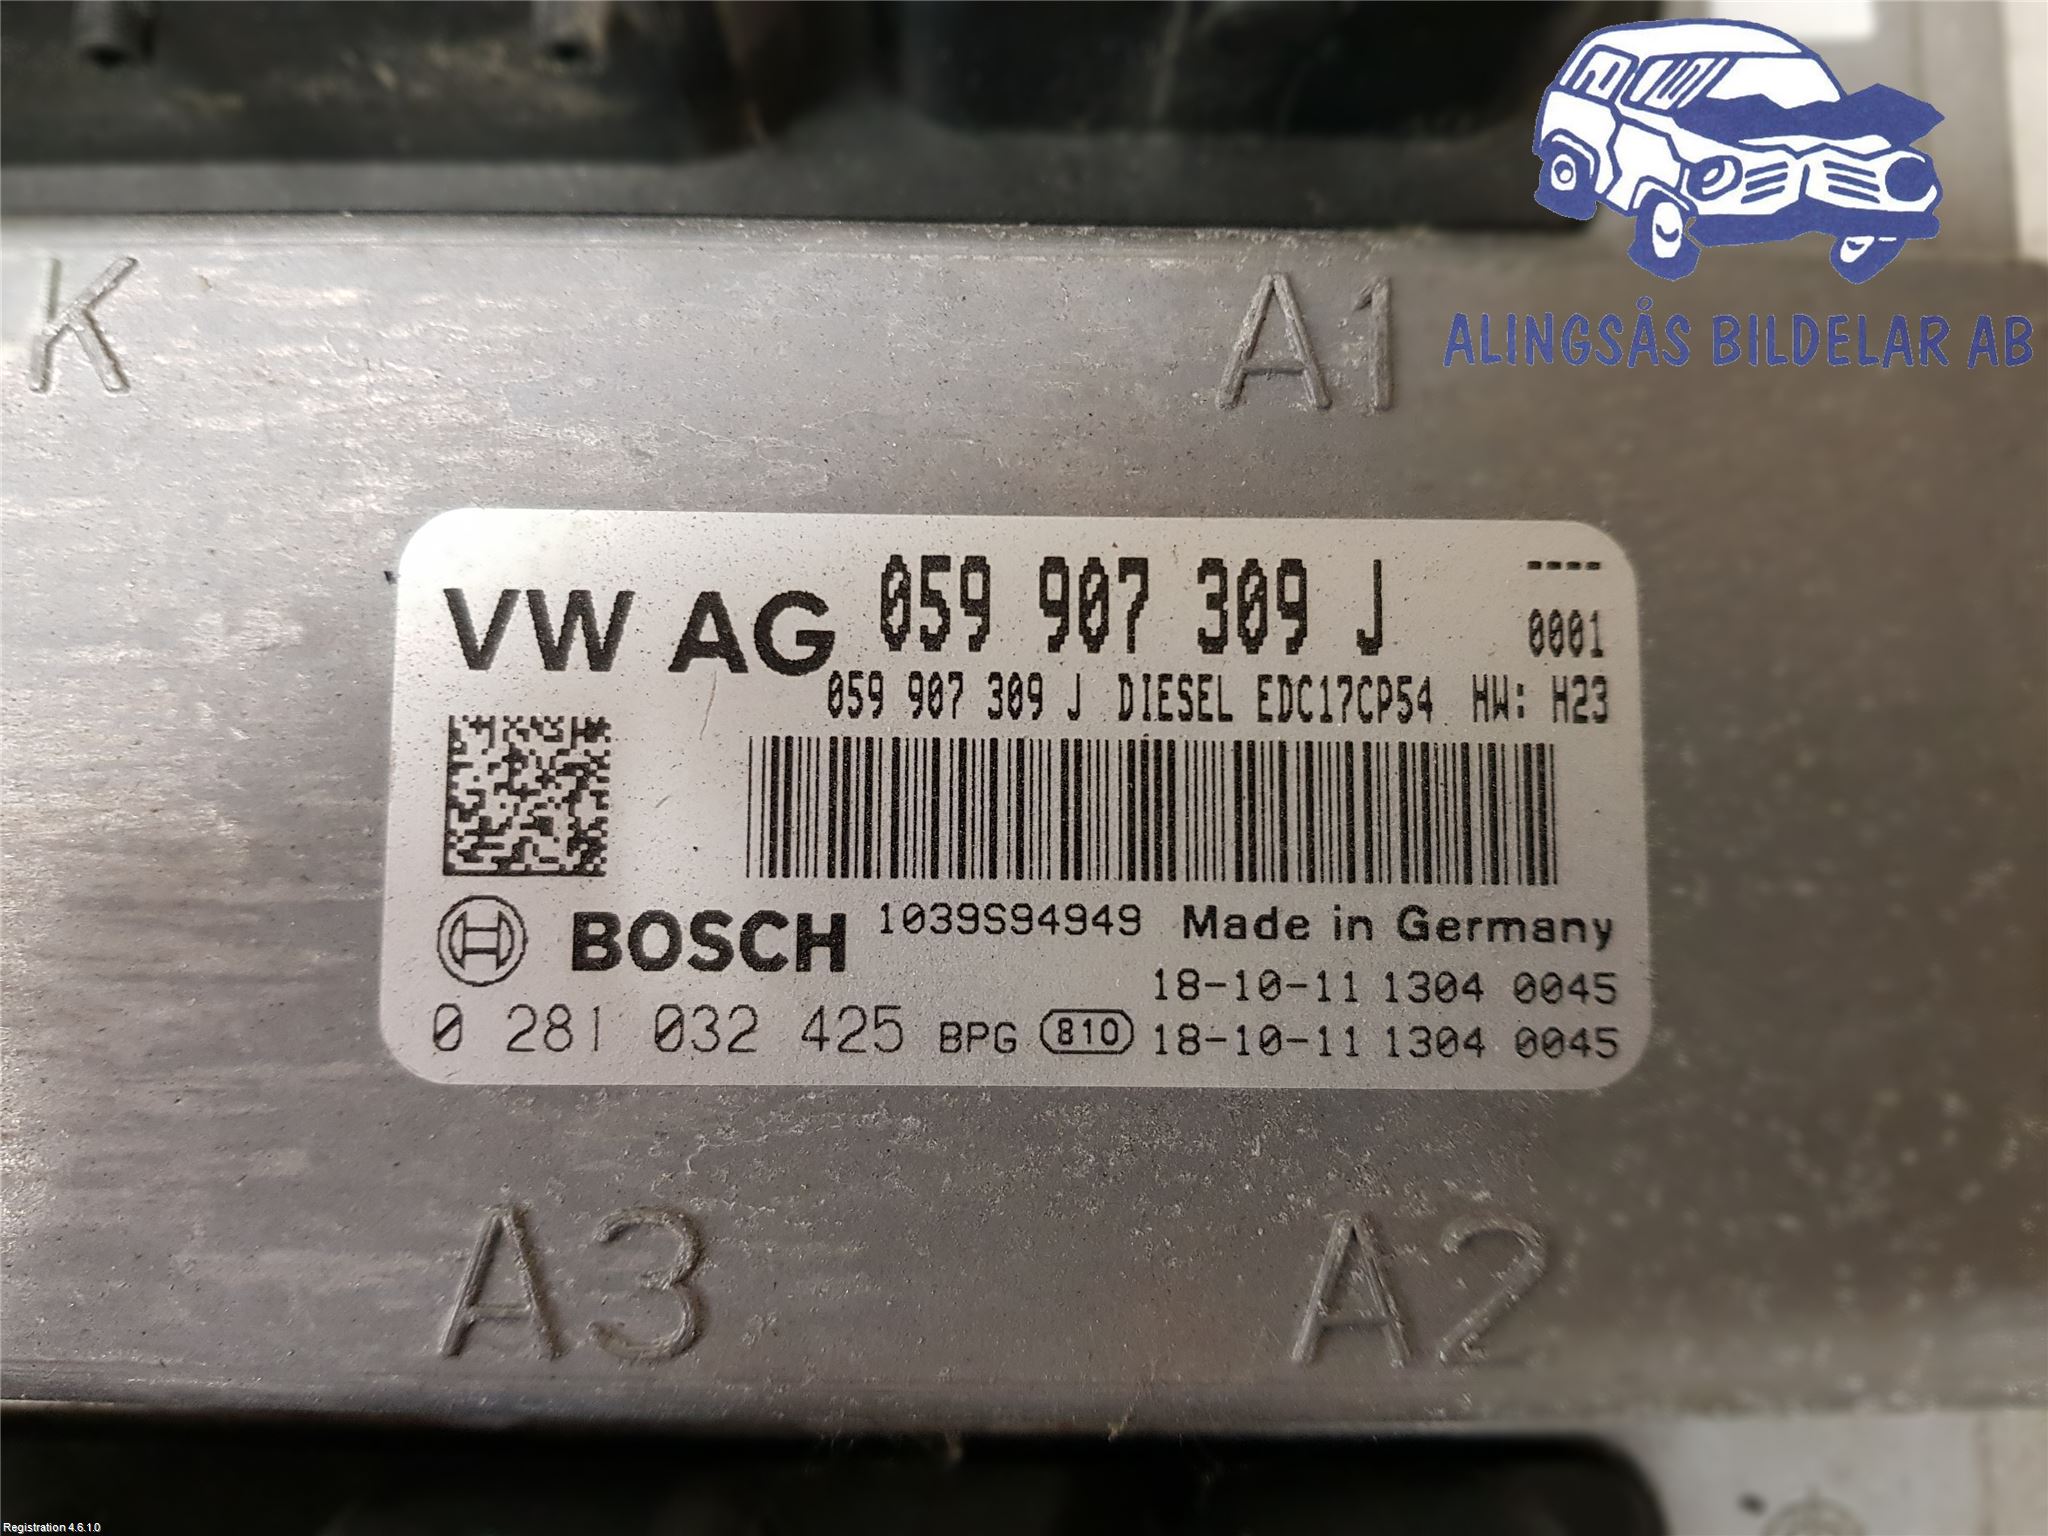 ALINGSÅS BILDELAR AB
K
A1
VW AG 059 907 309 J ----
0001
059 907 309 J DIESEL EDC17CP54 HW: H23
BOSCH 1039S94949 Made in Germany
18-10-11 1304 0045
0 281 032 425 BPG 810 18-10-11 1304 0045
A3 A2
Registration 4.6.1.0